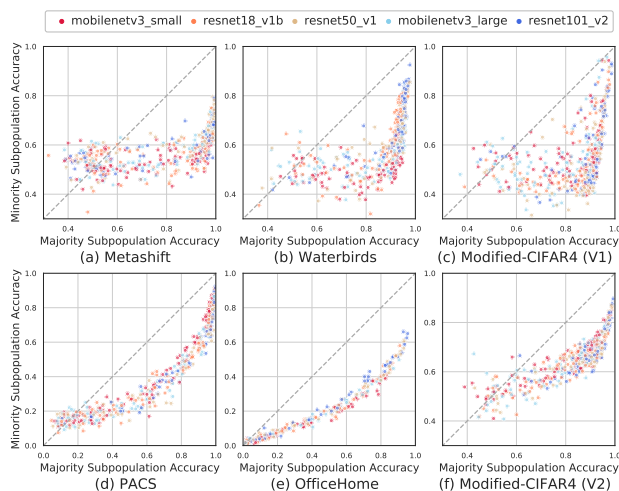 mobilenetv3_small resnet18_v1b resnet50_v1 mobilenetv3_large resnet101_v2
Minority Subpopulation Accuracy
1.0
0.8
0.6
0.4
0.4 0.6 0.8 1.0
Majority Subpopulation Accuracy
(a) Metashift
1.0
0.8
0.6
0.4
0.4 0.6 0.8 1.0
Majority Subpopulation Accuracy
(b) Waterbirds
1.0
0.8
0.6
0.4
0.4 0.6 0.8 1.0
Majority Subpopulation Accuracy
(c) Modified-CIFAR4 (V1)
Minority Subpopulation Accuracy
1.0
0.8
0.6
0.4
0.2
0.0
0.0 0.2 0.4 0.6 0.8 1.0
Majority Subpopulation Accuracy
(d) PACS
1.0
0.8
0.6
0.4
0.2
0.0
0.0 0.2 0.4 0.6 0.8 1.0
Majority Subpopulation Accuracy
(e) OfficeHome
1.0
0.8
0.6
0.4
0.4 0.6 0.8 1.0
Majority Subpopulation Accuracy
(f) Modified-CIFAR4 (V2)